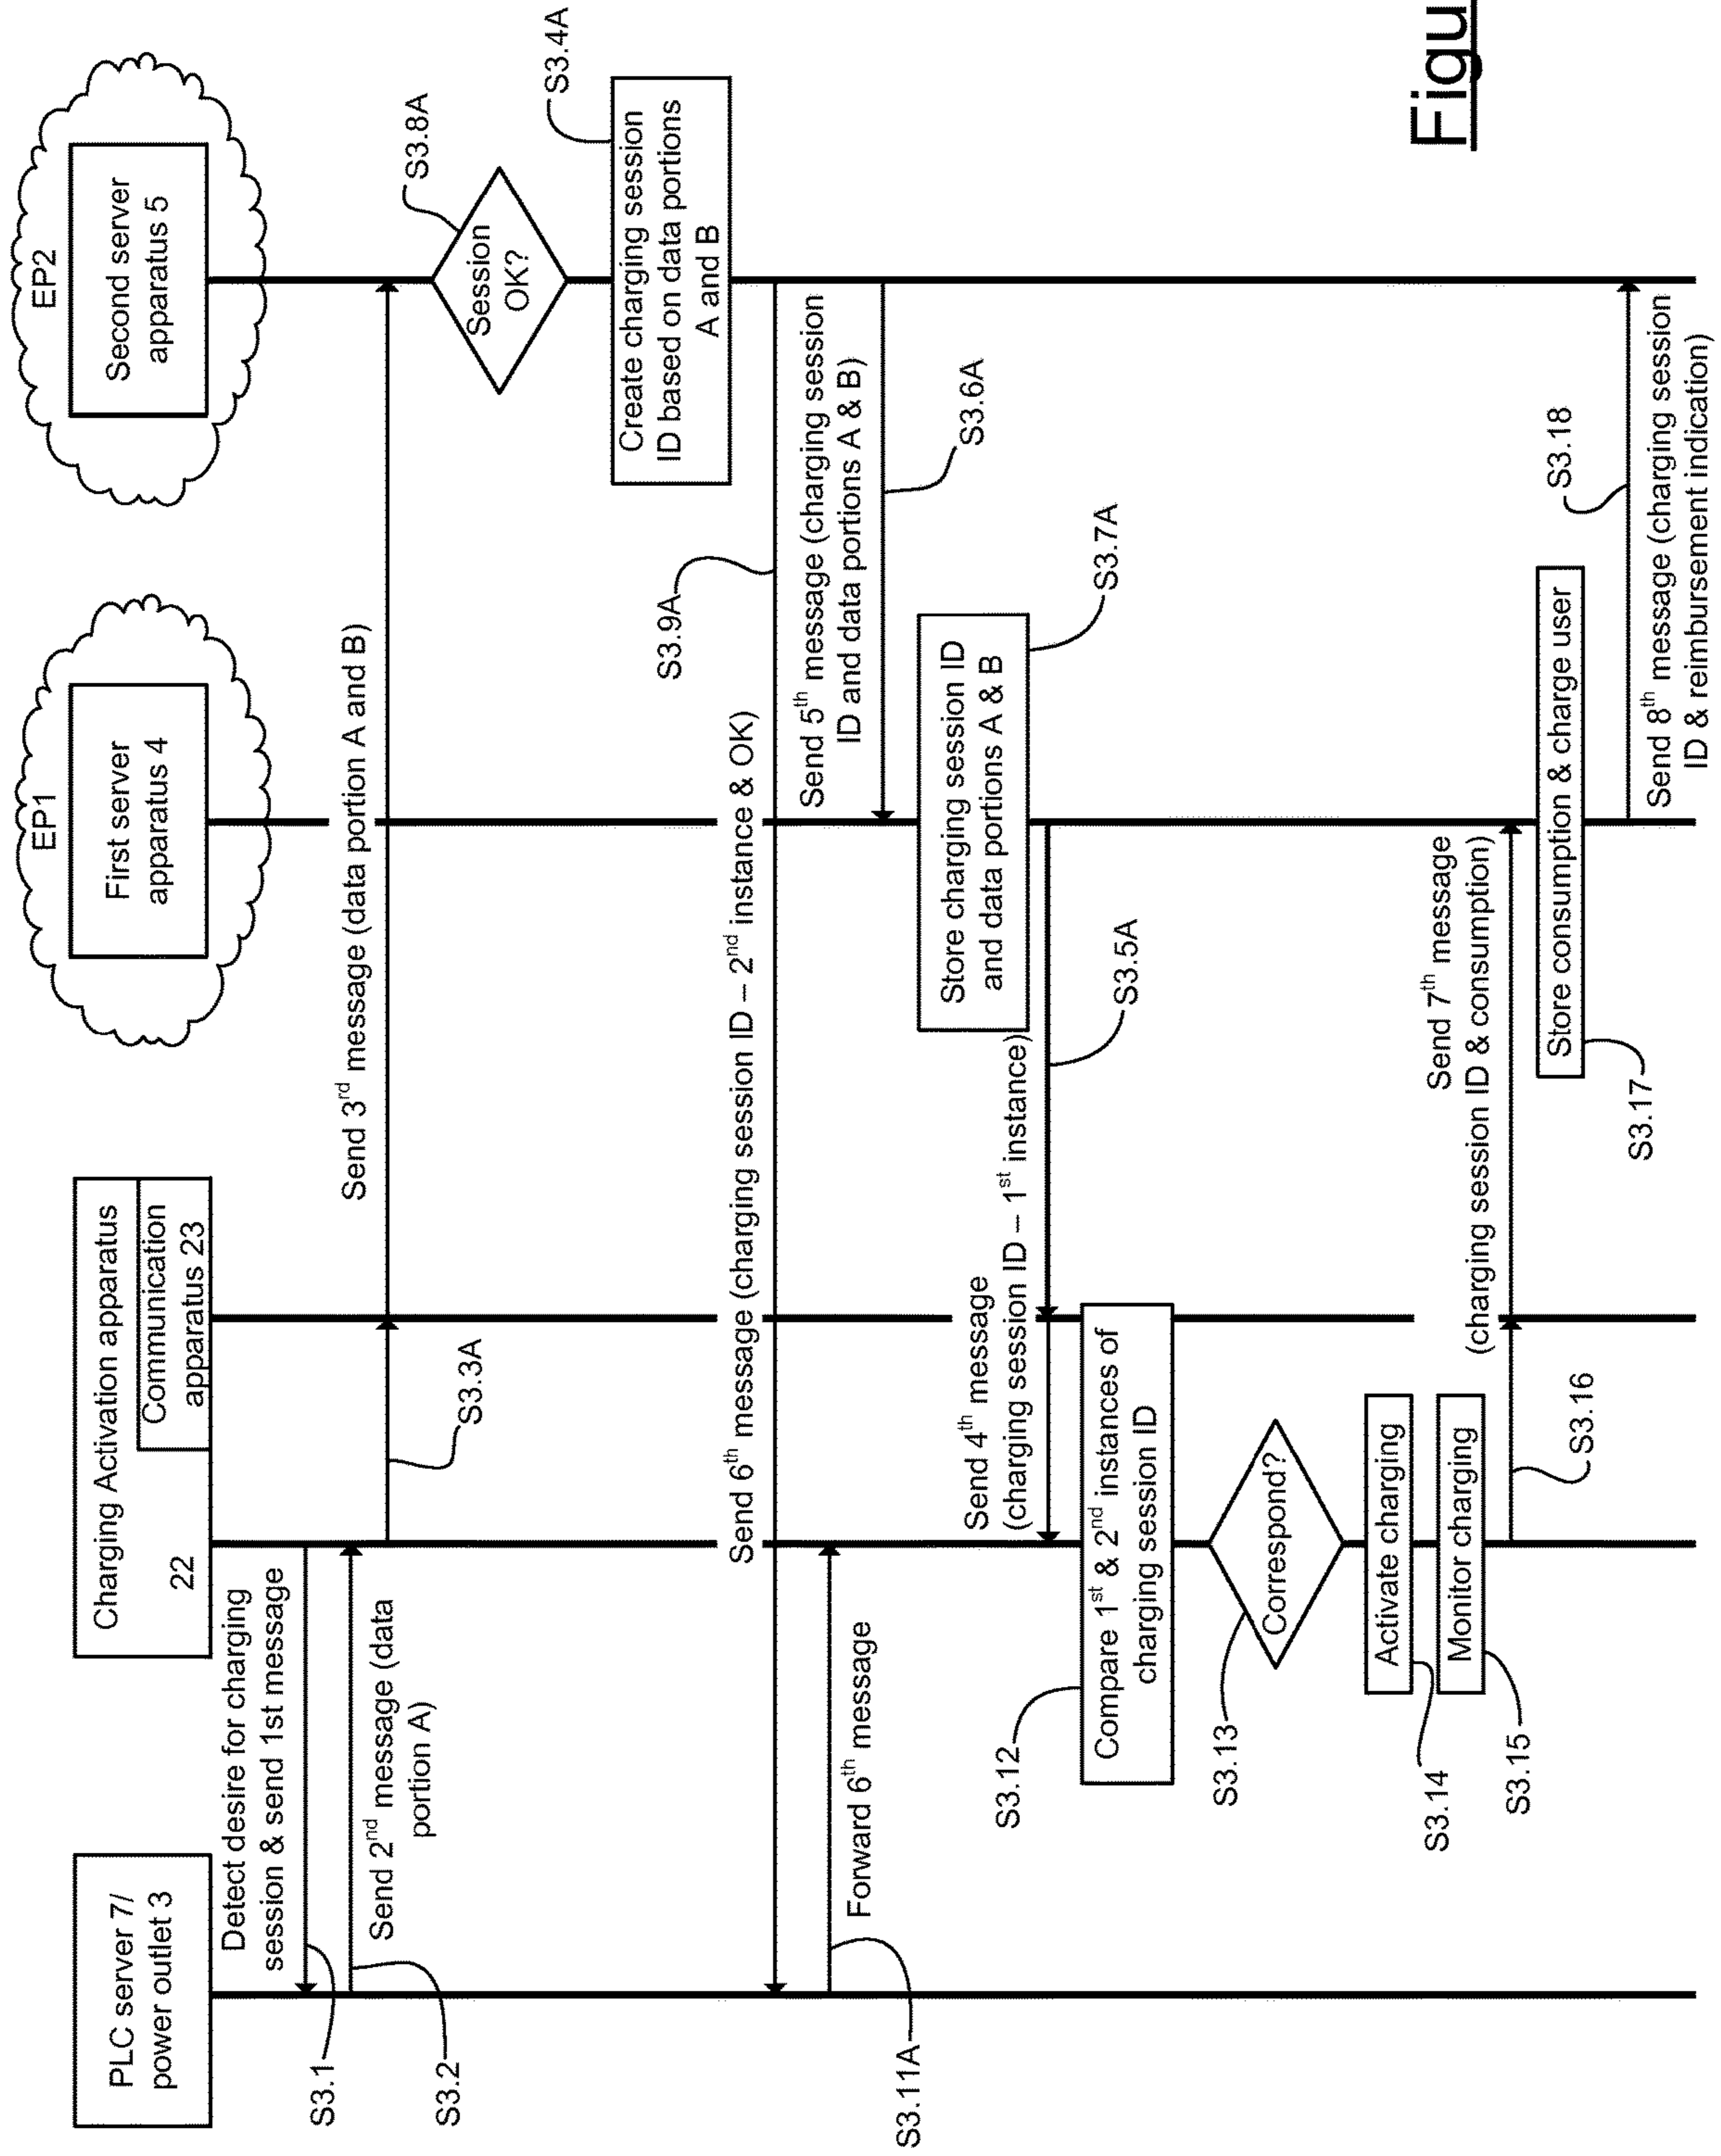 PLC server 7/
power outlet 3
Charging Activation apparatus
22
Communication
apparatus 23
EP1
First server
apparatus 4
EP2
Second server
apparatus 5
Detect desire for charging
session & send 1st message
S3.1
Send 2nd message (data
portion A)
S3.2
Send 3rd message (data portion A and B)
S3.3A
Session
OK?
S3.8A
Create charging session
ID based on data portions
A and B
S3.4A
Send 6th message (charging session ID – 2nd instance & OK)
S3.9A
Send 5th message (charging session
ID and data portions A & B)
S3.6A
Forward 6th message
S3.11A
Store charging session ID
and data portions A & B
S3.7A
Send 4th message
(charging session ID – 1st instance)
S3.5A
Compare 1st & 2nd instances of
charging session ID
S3.12
Correspond?
S3.13
Activate charging
S3.14
Monitor charging
S3.15
Send 7th message
(charging session ID & consumption)
S3.16
Store consumption & charge user
S3.17
Send 8th message (charging session
ID & reimbursement indication)
S3.18
Figu